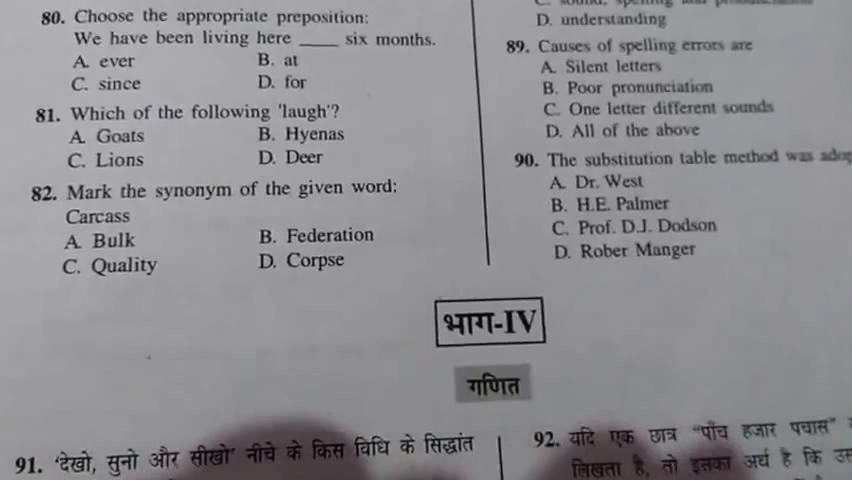 80. Choose the appropriate preposition:
We have been living here ____ six months.
A. ever B. at
C. since D. for
81. Which of the following 'laugh'?
A. Goats B. Hyenas
C. Lions D. Deer
82. Mark the synonym of the given word:
Carcass
A. Bulk B. Federation
C. Quality D. Corpse
D. understanding
89. Causes of spelling errors are
A. Silent letters
B. Poor pronunciation
C. One letter different sounds
D. All of the above
90. The substitution table method was
A. Dr. West
B. H.E. Palmer
C. Prof. D.J. Dodson
D. Rober Manger
भाग-IV
गणित
91. 'देखो, सुनो और सीखो' नीचे के किस विधि के सिद्धांत
92. यदि एक छात्र "पाँच हजार पचास"
लिखता है, तो इसका अर्थ है कि